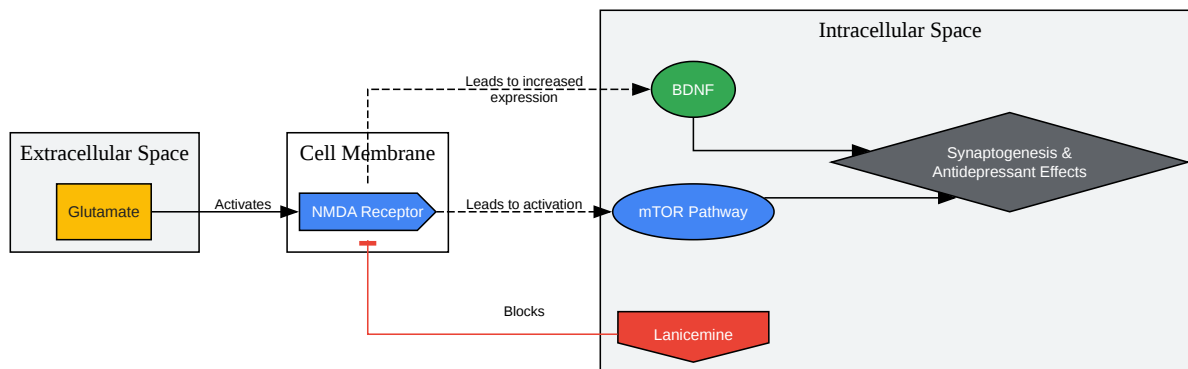 Intracellular Space
Leads to increased
expression
BDNF
Extracellular Space
Cell Membrane
Synaptogenesis &
Antidepressant Effects
Glutamate
Activates
NMDA Receptor
Leads to activation
mTOR Pathway
Blocks
Lanicemine